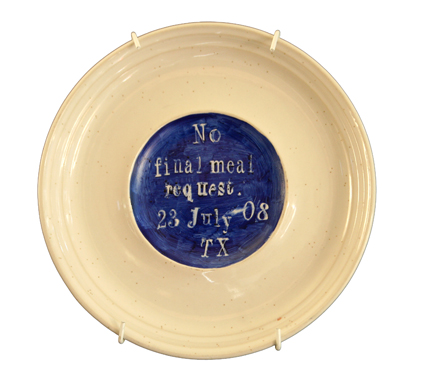 No
final meal
request.
23 July 08
TX